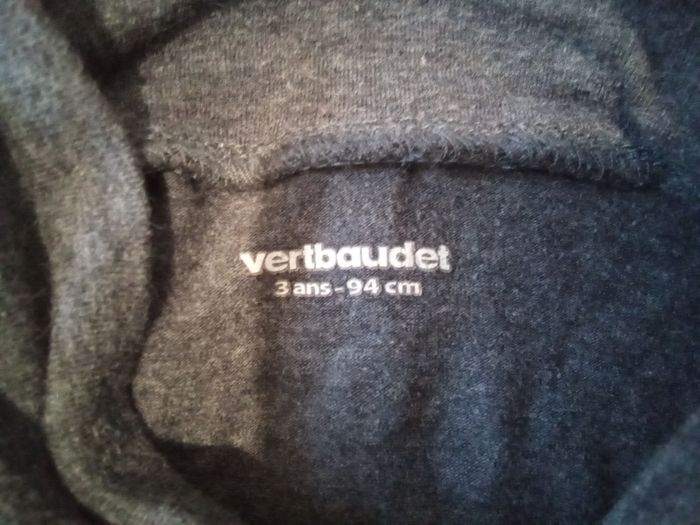 vertbaudet
3 ans - 94 cm